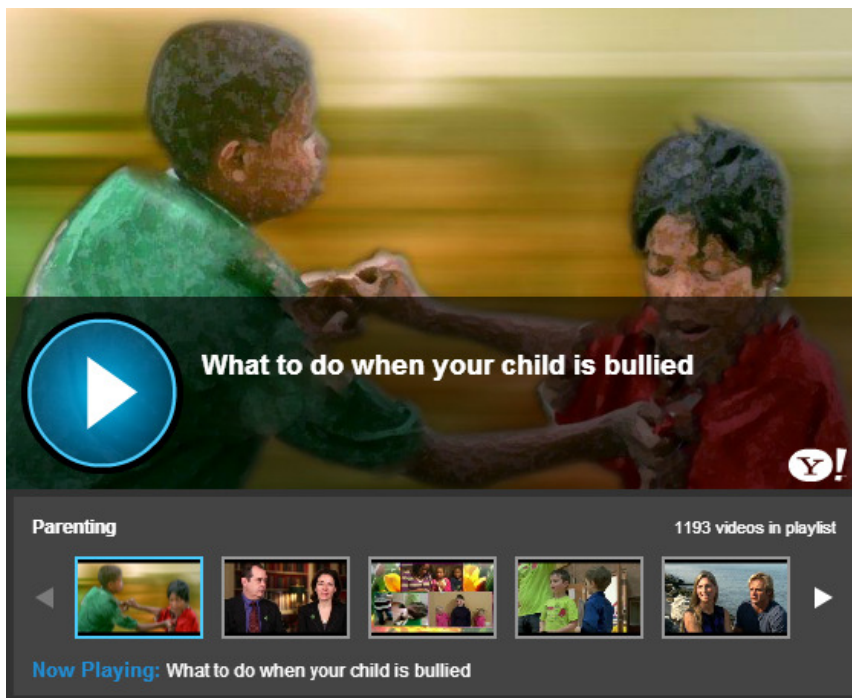 What to do when your child is bullied
Y!
Parenting
1193 videos in playlist
Now Playing: What to do when your child is bullied